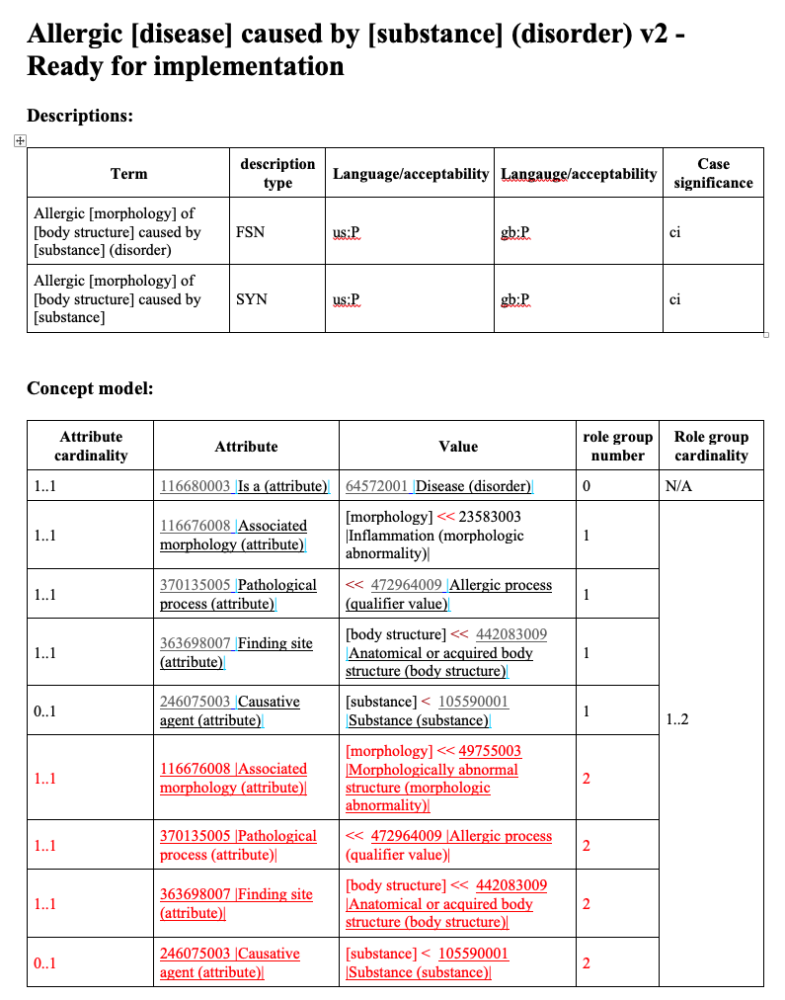 Allergic [disease] caused by [substance] (disorder) v2 -
Ready for implementation
Descriptions:
Term
description
type
Language/acceptability
Langauge/acceptability
Case
significance
Allergic [morphology] of
[body structure] caused by
[substance] (disorder)
FSN
us:P
gb:P
ci
Allergic [morphology] of
[body structure] caused by
[substance]
SYN
us:P
gb:P
ci
Concept model:
Attribute
cardinality
Attribute
Value
role group
number
Role group
cardinality
1..1
116680003 |Is a (attribute)|
64572001 |Disease (disorder)|
0
N/A
1..1
116676008 |Associated
morphology (attribute)|
[morphology] << 23583003
|Inflammation (morphologic
abnormality)|
1
1..1
370135005 |Pathological
process (attribute)|
<< 472964009 |Allergic process
(qualifier value)|
1
1..1
363698007 |Finding site
(attribute)|
[body structure] << 442083009
|Anatomical or acquired body
structure (body structure)|
1
0..1
246075003 |Causative
agent (attribute)|
[substance] < 105590001
|Substance (substance)|
1
1..2
1..1
116676008 |Associated
morphology (attribute)|
[morphology] << 49755003
|Morphologically abnormal
structure (morphologic
abnormality)|
2
1..1
370135005 |Pathological
process (attribute)|
<< 472964009 |Allergic process
(qualifier value)|
2
1..1
363698007 |Finding site
(attribute)|
[body structure] << 442083009
|Anatomical or acquired body
structure (body structure)|
2
0..1
246075003 |Causative
agent (attribute)|
[substance] < 105590001
|Substance (substance)|
2